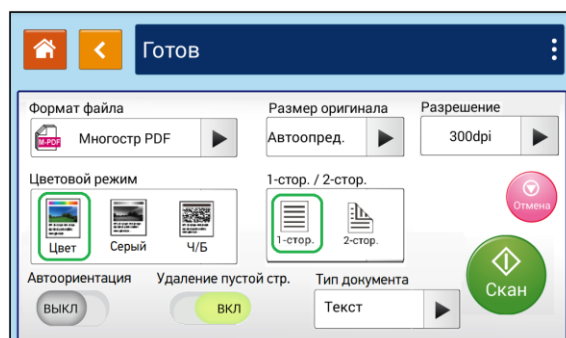 Готов
Формат файла
Размер оригинала
Разрешение
M-PDF
Многостр PDF
Автоопред.
300dpi
Цветовой режим
1-стор. / 2-стор.
Цвет
Серый
Ч/Б
1-стор.
2-стор.
Отмена
Автоориентация
Удаление пустой стр.
Тип документа
ВЫКЛ
ВКЛ
Текст
Скан